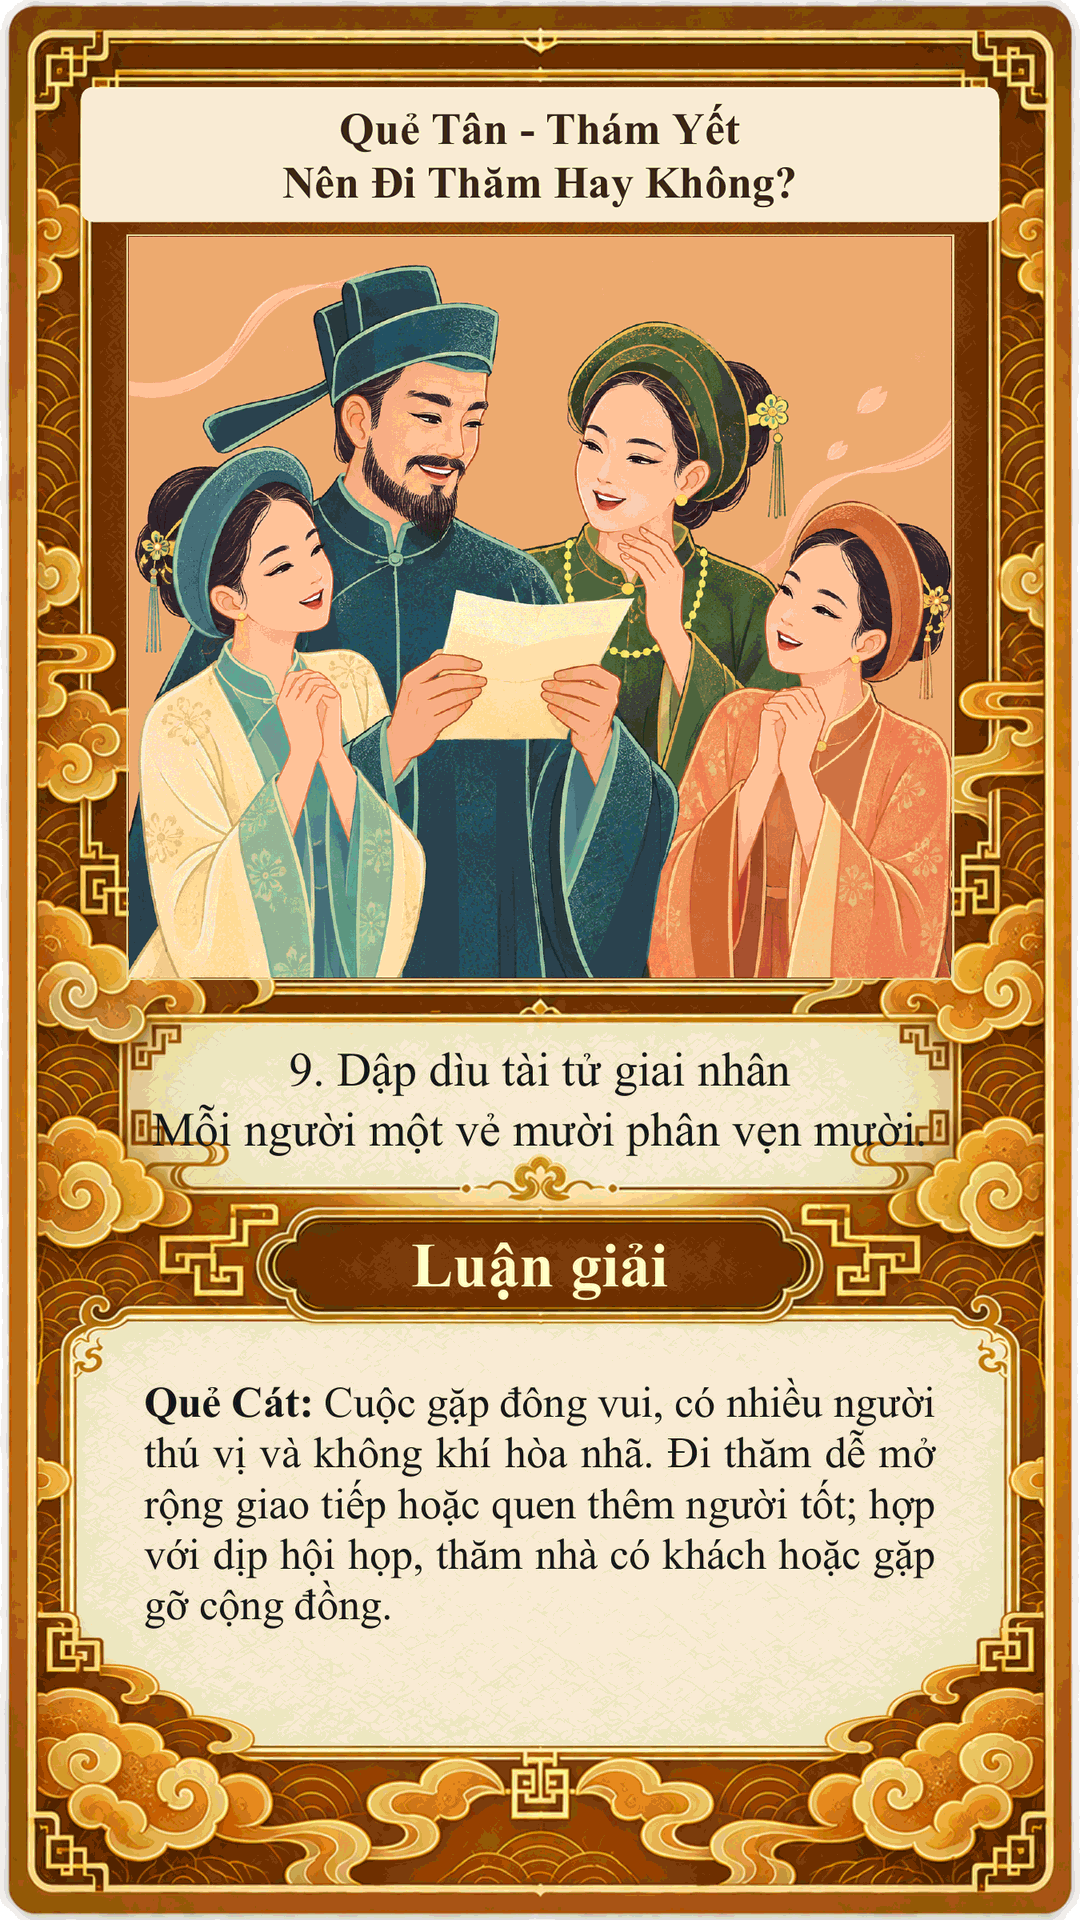 Quẻ Tân - Thám Yết
Nên Đi Thăm Hay Không?
9. Dập dìu tài tử giai nhân
Mỗi người một vẻ mười phân vẹn mười.
Luận giải
Quẻ Cát: Cuộc gặp đông vui, có nhiều người
thú vị và không khí hòa nhã. Đi thăm dễ mở
rộng giao tiếp hoặc quen thêm người tốt; hợp
với dịp hội họp, thăm nhà có khách hoặc gặp
gỡ cộng đồng.